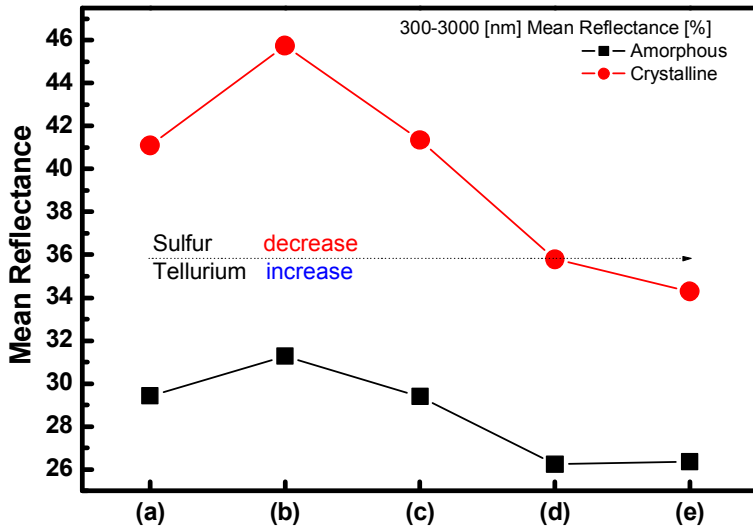 300-3000 [nm] Mean Reflectance [%]
Amorphous
Crystalline
Mean Reflectance
46
44
42
40
38
36
34
32
30
28
26
Sulfur decrease
Tellurium increase
(a) (b) (c) (d) (e)